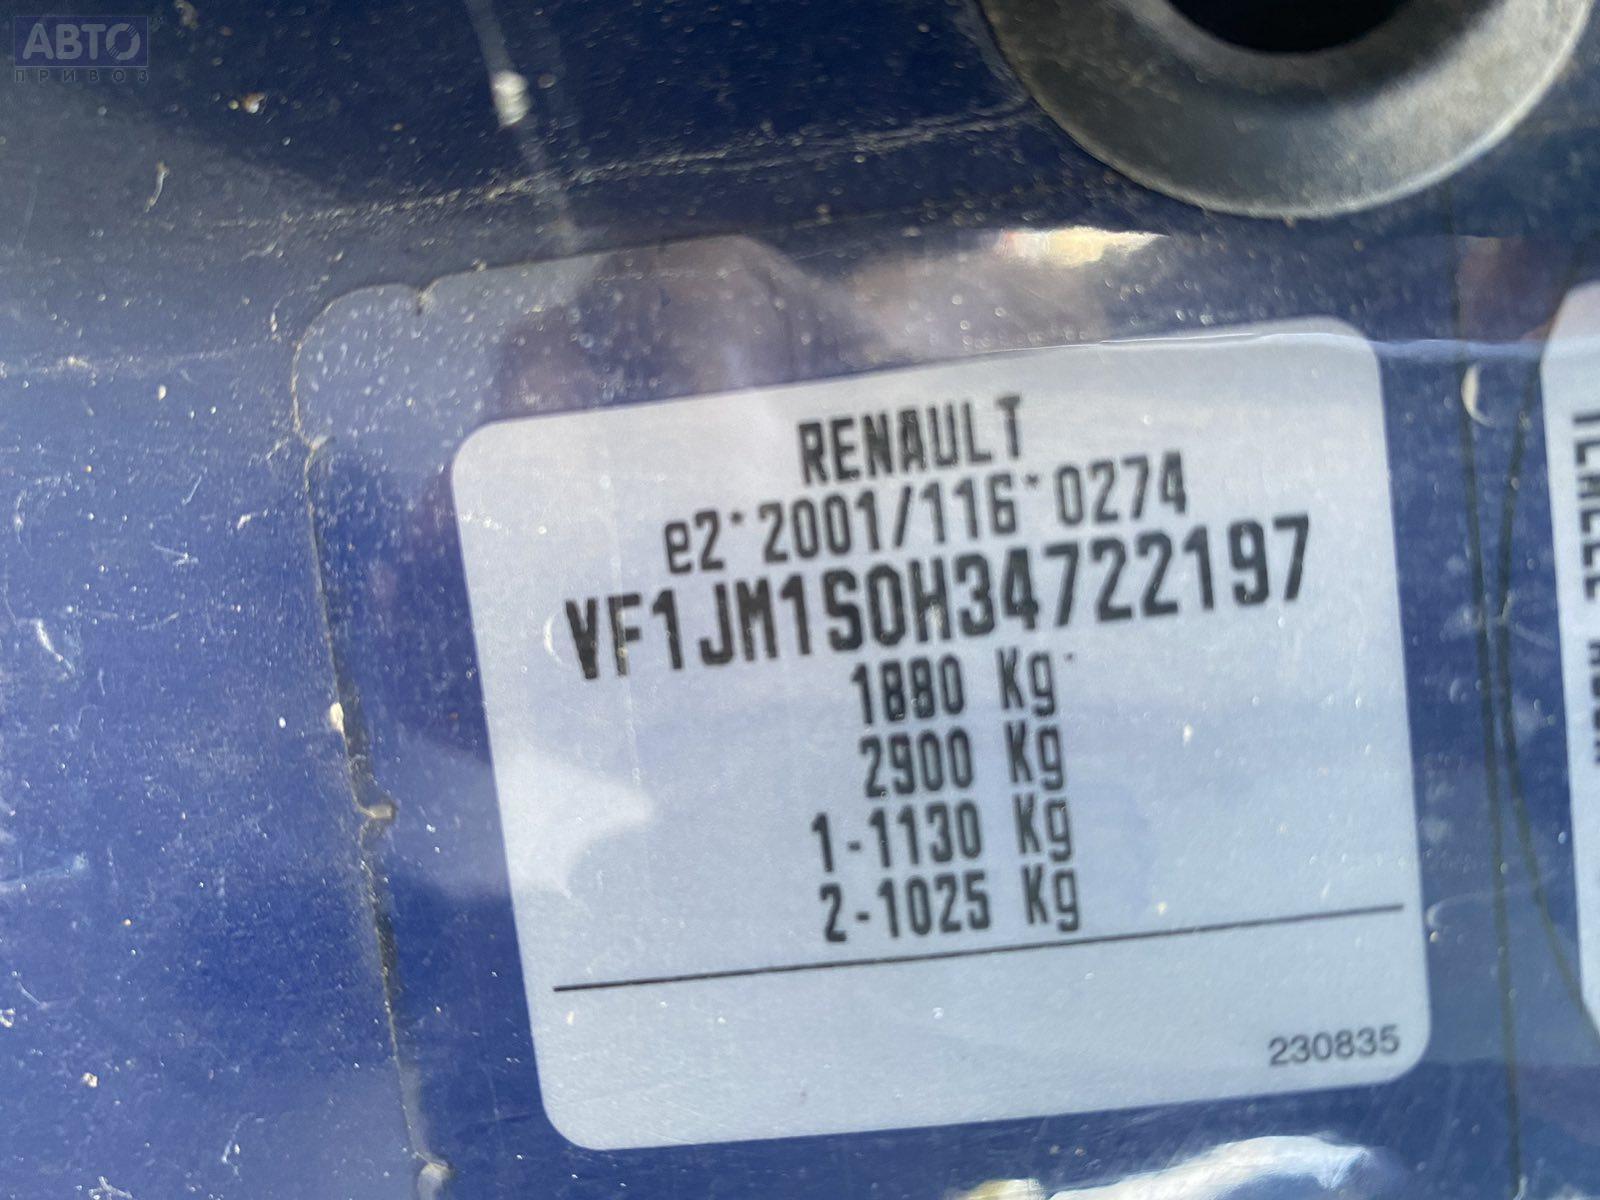 АВТО
ПРИВОЗ
RENAULT
e2*2001/116*0274
VF1JM1S0H34722197
1880 Kg
2900 Kg
1-1130 Kg
2-1025 Kg
230835